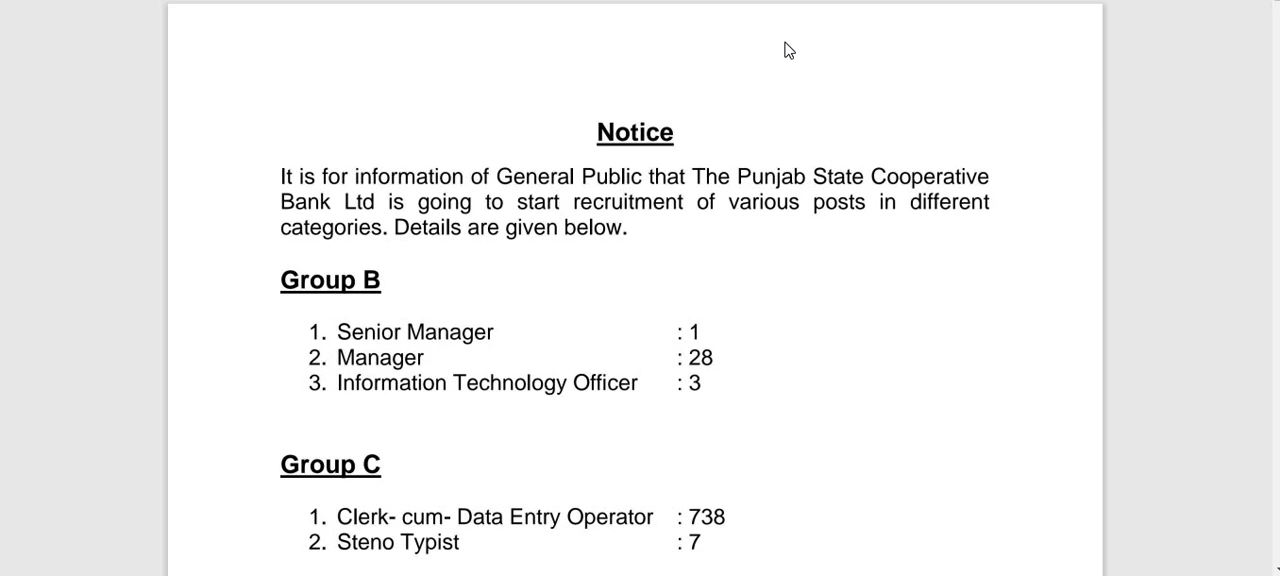 Notice
It is for information of General Public that The Punjab State Cooperative
Bank Ltd is going to start recruitment of various posts in different
categories. Details are given below.
Group B
1. Senior Manager : 1
2. Manager : 28
3. Information Technology Officer : 3
Group C
1. Clerk- cum- Data Entry Operator : 738
2. Steno Typist : 7